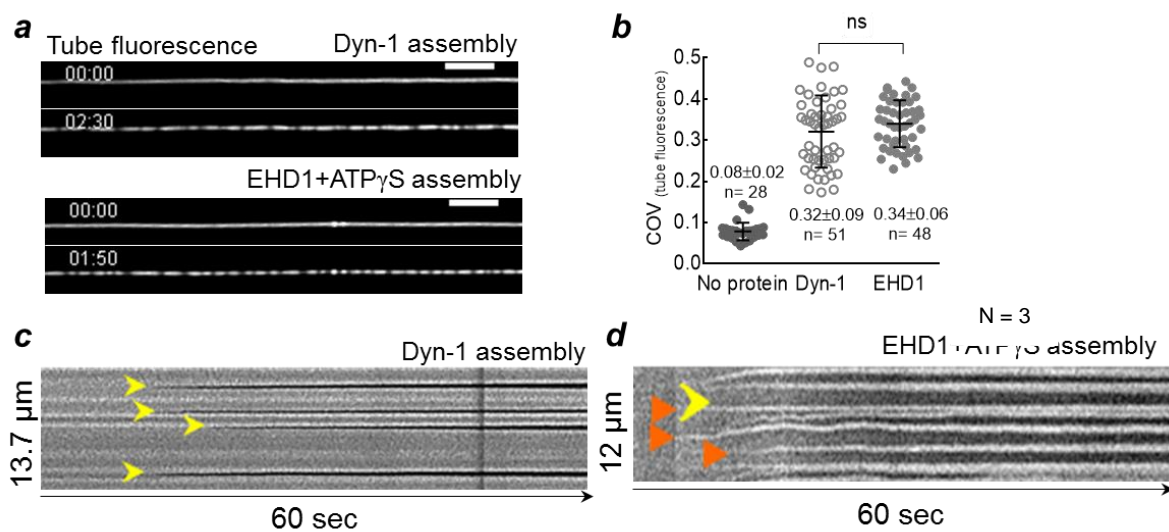 a
Tube fluorescence
Dyn-1 assembly
00:00
02:30
EHD1+ATPγS assembly
00:00
01:50
b
ns
COV (tube fluorescence)
0.5
0.4
0.3
0.2
0.1
0.0
0.08±0.02
n= 28
0.32±0.09
n= 51
0.34±0.06
n= 48
No protein
Dyn-1
EHD1
N = 3
c
Dyn-1 assembly
13.7 µm
60 sec
d
EHD1+ATPγS assembly
12 µm
60 sec